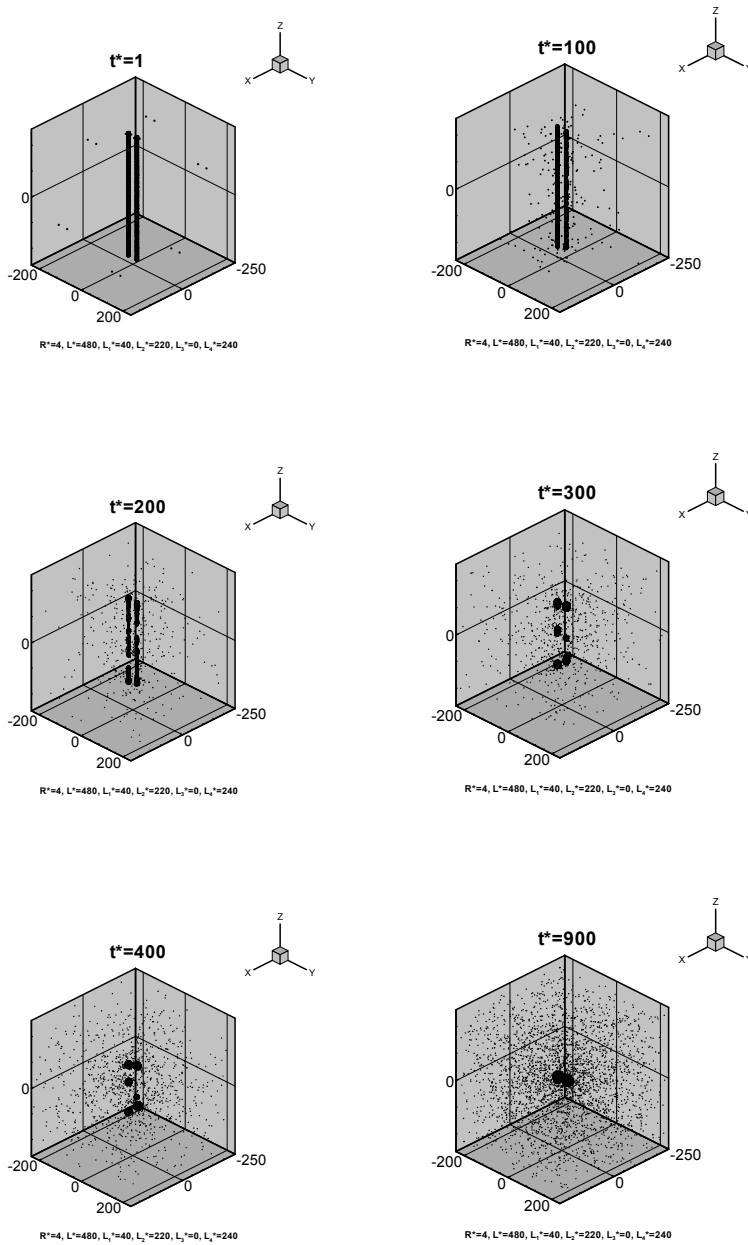 Z
t*=1
X Y
0
-200 -250
0 0
200
R*=4, L*=480, L₁*=40, L₂*=220, L₃*=0, L₄*=240
Z
t*=100
X Y
0
-200 -250
0 0
200
R*=4, L*=480, L₁*=40, L₂*=220, L₃*=0, L₄*=240
Z
t*=200
X Y
0
-200 -250
0 0
200
R*=4, L*=480, L₁*=40, L₂*=220, L₃*=0, L₄*=240
Z
t*=300
X Y
0
-200 -250
0 0
200
R*=4, L*=480, L₁*=40, L₂*=220, L₃*=0, L₄*=240
Z
t*=400
X Y
0
-200 -250
0 0
200
R*=4, L*=480, L₁*=40, L₂*=220, L₃*=0, L₄*=240
Z
t*=900
X Y
0
-200 -250
0 0
200
R*=4, L*=480, L₁*=40, L₂*=220, L₃*=0, L₄*=240